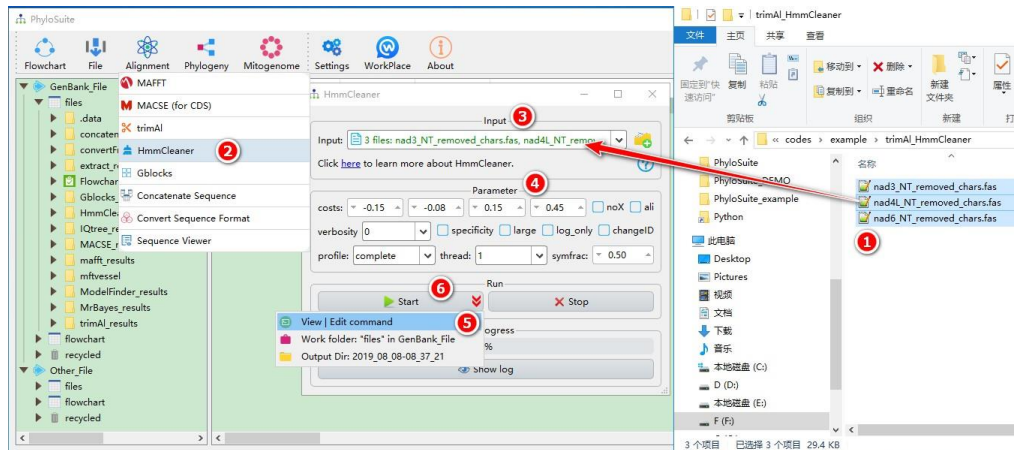 PhyloSuite
Flowchart File Alignment Phylogeny Mitogenome Settings WorkPlace About
GenBank_File
files
.data
concaten
convertFr
extract_r
Flowchar
Gblocks_
HmmCle
IQtree_re
MACSE_r
mafft_results
mftvessel
ModelFinder_results
MrBayes_results
trimAl_results
flowchart
recycled
Other_File
files
flowchart
recycled
MAFFT
MACSE (for CDS)
trimAl
HmmCleaner
2
Gblocks
Concatenate Sequence
Convert Sequence Format
Sequence Viewer
HmmCleaner
Input
3
Input: 3 files: nad3_NT_removed_chars.fas, nad4L_NT_remov
Click here to learn more about HmmCleaner.
Parameter
4
costs: -0.15 -0.08 0.15 0.45 noX ali
verbosity 0 specificity large log_only changeID
profile: complete thread: 1 symfrac: 0.50
Run
6
Start Stop
5
View | Edit command
Work folder: "files" in GenBank_File
Output Dir: 2019_08_08-08_37_21
ogress
%
Show log
trimAl_HmmCleaner
文件 主页 共享 查看
固定到"快速访问" 复制 粘贴
移动到 删除
复制到 重命名
新建文件夹
属性
剪贴板 组织 新建 打
« codes › example › trimAl_HmmCleaner
PhyloSuite
PhyloSuite_DEMO
PhyloSuite_example
Python
此电脑
Desktop
Pictures
视频
文档
下载
音乐
本地磁盘 (C:)
D (D:)
本地磁盘 (E:)
F (F:)
名称
nad3_NT_removed_chars.fas
nad4L_NT_removed_chars.fas
nad6_NT_removed_chars.fas
1
3 个项目 已选择 3 个项目 29.4 KB